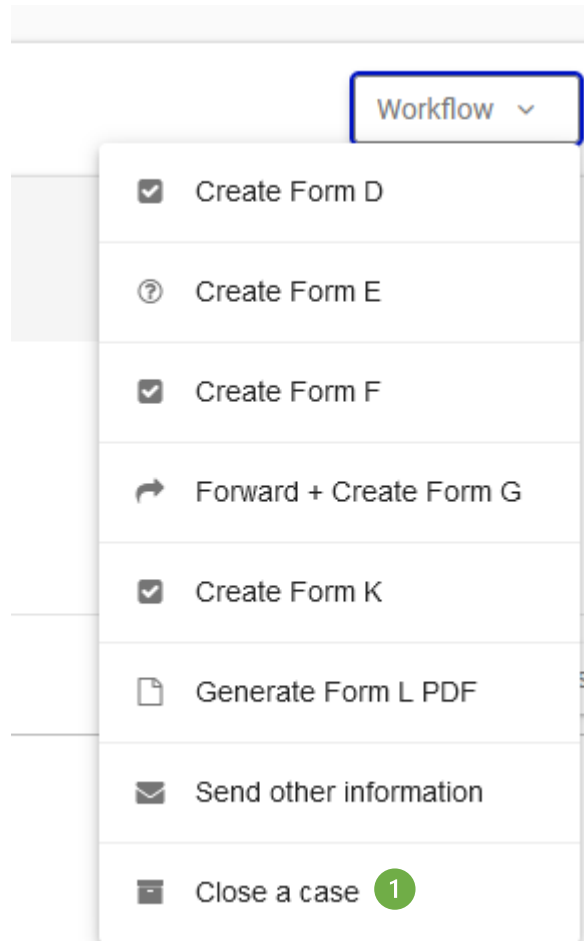 Workflow
Create Form D
Create Form E
Create Form F
Forward + Create Form G
Create Form K
Generate Form L PDF
Send other information
Close a case 1